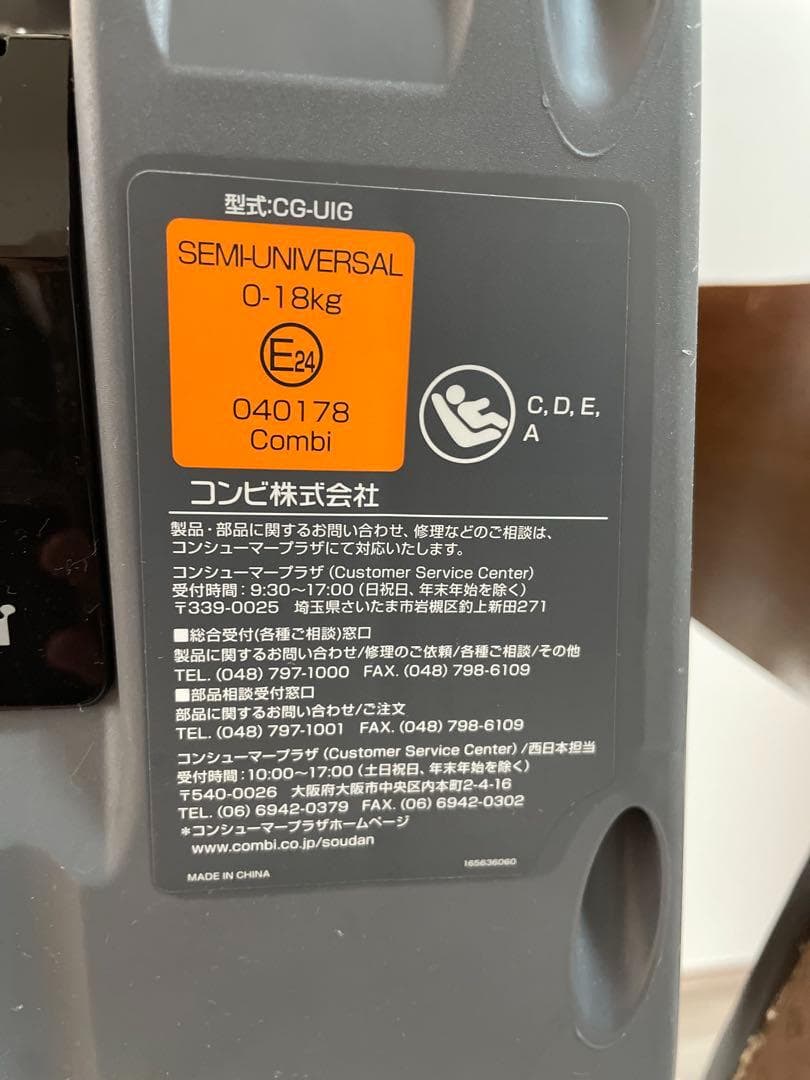 型式:CG-UIG
SEMI-UNIVERSAL
0-18kg
E24
040178
Combi
C, D, E,
A
コンビ株式会社
製品・部品に関するお問い合わせ、修理などのご相談は、
コンシューマープラザにて対応いたします。
コンシューマープラザ (Customer Service Center)
受付時間:9:30〜17:00 (日祝日、年末年始を除く)
〒339-0025 埼玉県さいたま市岩槻区釣上新田271
■総合受付(各種ご相談)窓口
製品に関するお問い合わせ/修理のご依頼/各種ご相談/その他
TEL. (048) 797-1000 FAX. (048) 798-6109
■部品相談受付窓口
部品に関するお問い合わせ/ご注文
TEL. (048) 797-1001 FAX. (048) 798-6109
コンシューマープラザ (Customer Service Center) /西日本担当
受付時間:10:00〜17:00 (土日祝日、年末年始を除く)
〒540-0026 大阪府大阪市中央区内本町2-4-16
TEL. (06) 6942-0379 FAX. (06) 6942-0302
*コンシューマープラザホームページ
www.combi.co.jp/soudan
MADE IN CHINA
165636060